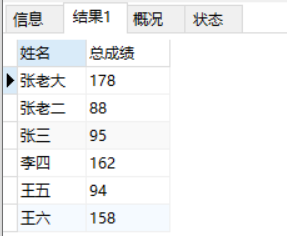 信息 结果1 概况 状态
姓名 总成绩
张老大 178
张老二 88
张三 95
李四 162
王五 94
王六 158